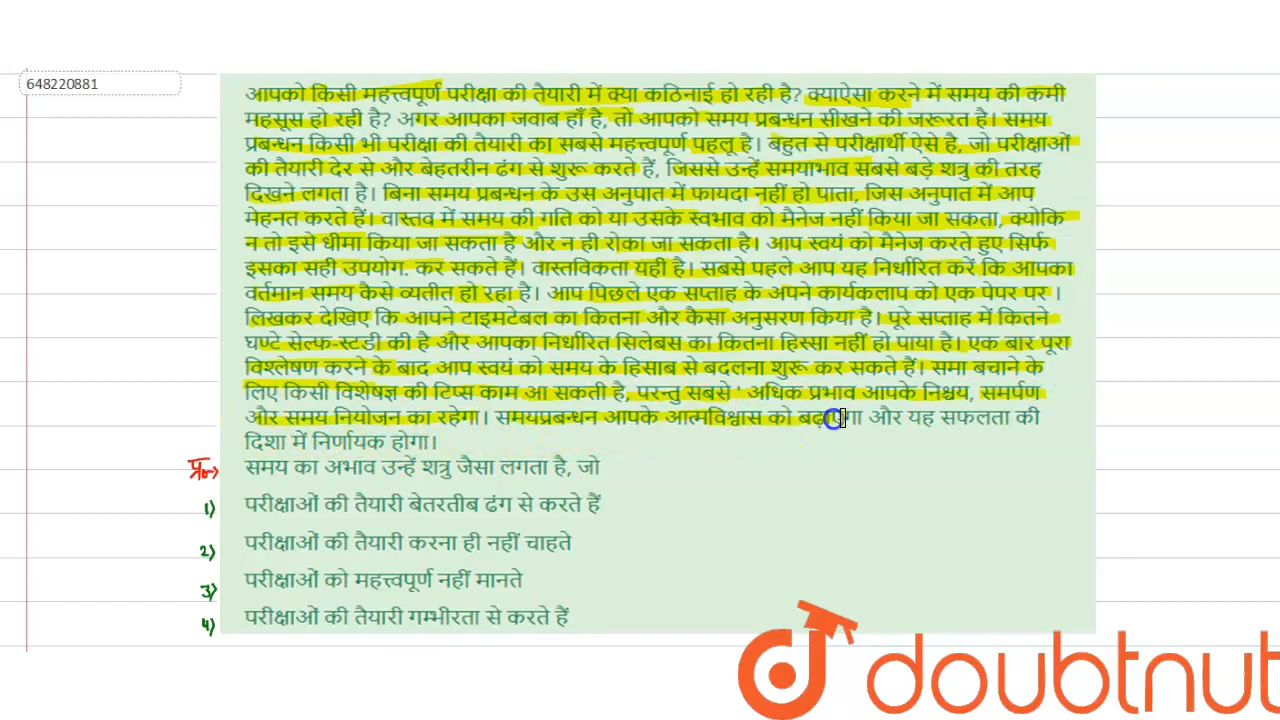 648220881
आपको किसी महत्त्वपूर्ण परीक्षा की तैयारी में क्या कठिनाई हो रही है? क्याऐसा करने में समय की कमी
महसूस हो रही है? अगर आपका जवाब हाँ है, तो आपको समय प्रबन्धन सीखने की जरूरत है। समय
प्रबन्धन किसी भी परीक्षा की तैयारी का सबसे महत्त्वपूर्ण पहलू है। बहुत से परीक्षार्थी ऐसे है, जो परीक्षाओं
की तैयारी देर से और बेहतरीन ढंग से शुरू करते हैं, जिससे उन्हें समयाभाव सबसे बड़े शत्रु की तरह
दिखने लगता है। बिना समय प्रबन्धन के उस अनुपात में फायदा नहीं हो पाता, जिस अनुपात में आप
मेहनत करते हैं। वास्तव में समय की गति को या उसके स्वभाव को मैनेज नहीं किया जा सकता, क्योंकि
न तो इसे धीमा किया जा सकता है और न ही रोका जा सकता है। आप स्वयं को मैनेज करते हुए सिर्फ
इसका सही उपयोग. कर सकते हैं। वास्तविकता यही है। सबसे पहले आप यह निर्धारित करें कि आपका
वर्तमान समय कैसे व्यतीत हो रहा है। आप पिछले एक सप्ताह के अपने कार्यकलाप को एक पेपर पर ।
लिखकर देखिए कि आपने टाइमटेबल का कितना और कैसा अनुसरण किया है। पूरे सप्ताह में कितने
घण्टे सेल्फ-स्टडी की है और आपका निर्धारित सिलेबस का कितना हिस्सा नहीं हो पाया है। एक बार पूरा
विश्लेषण करने के बाद आप स्वयं को समय के हिसाब से बदलना शुरू कर सकते हैं। समा बचाने के
लिए किसी विशेषज्ञ की टिप्स काम आ सकती है, परन्तु सबसे ' अधिक प्रभाव आपके निश्चय, समर्पण
और समय नियोजन का रहेगा। समयप्रबन्धन आपके आत्मविश्वास को बढ़ाएगा और यह सफलता की
दिशा में निर्णायक होगा।
प्र० समय का अभाव उन्हें शत्रु जैसा लगता है, जो
1) परीक्षाओं की तैयारी बेतरतीब ढंग से करते हैं
2) परीक्षाओं की तैयारी करना ही नहीं चाहते
3) परीक्षाओं को महत्त्वपूर्ण नहीं मानते
4) परीक्षाओं की तैयारी गम्भीरता से करते हैं
doubtnut